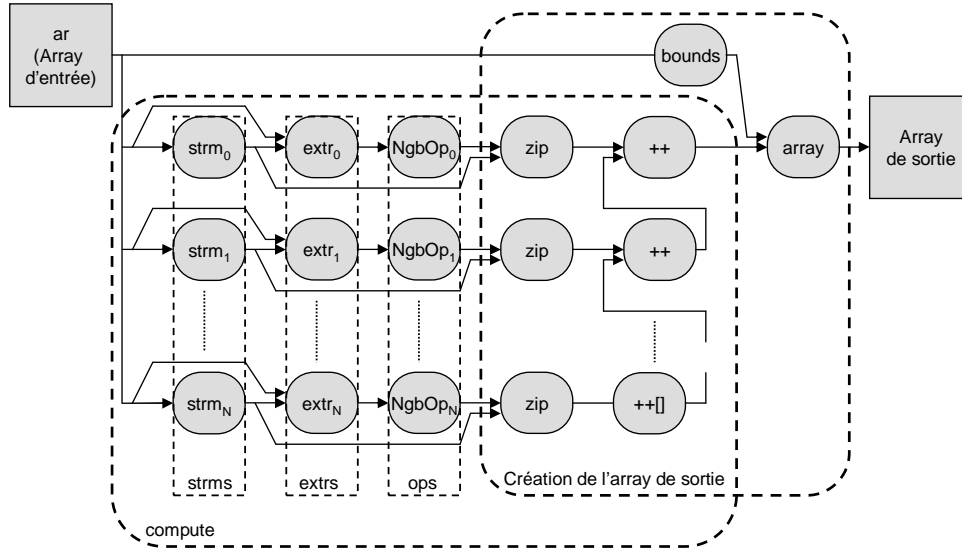 ar
(Array
d'entrée)
bounds
strm0
extr0
NgbOp0
zip
++
array
Array
de sortie
strm1
extr1
NgbOp1
zip
++
strmN
extrN
NgbOpN
zip
++[]
strms
extrs
ops
Création de l'array de sortie
compute